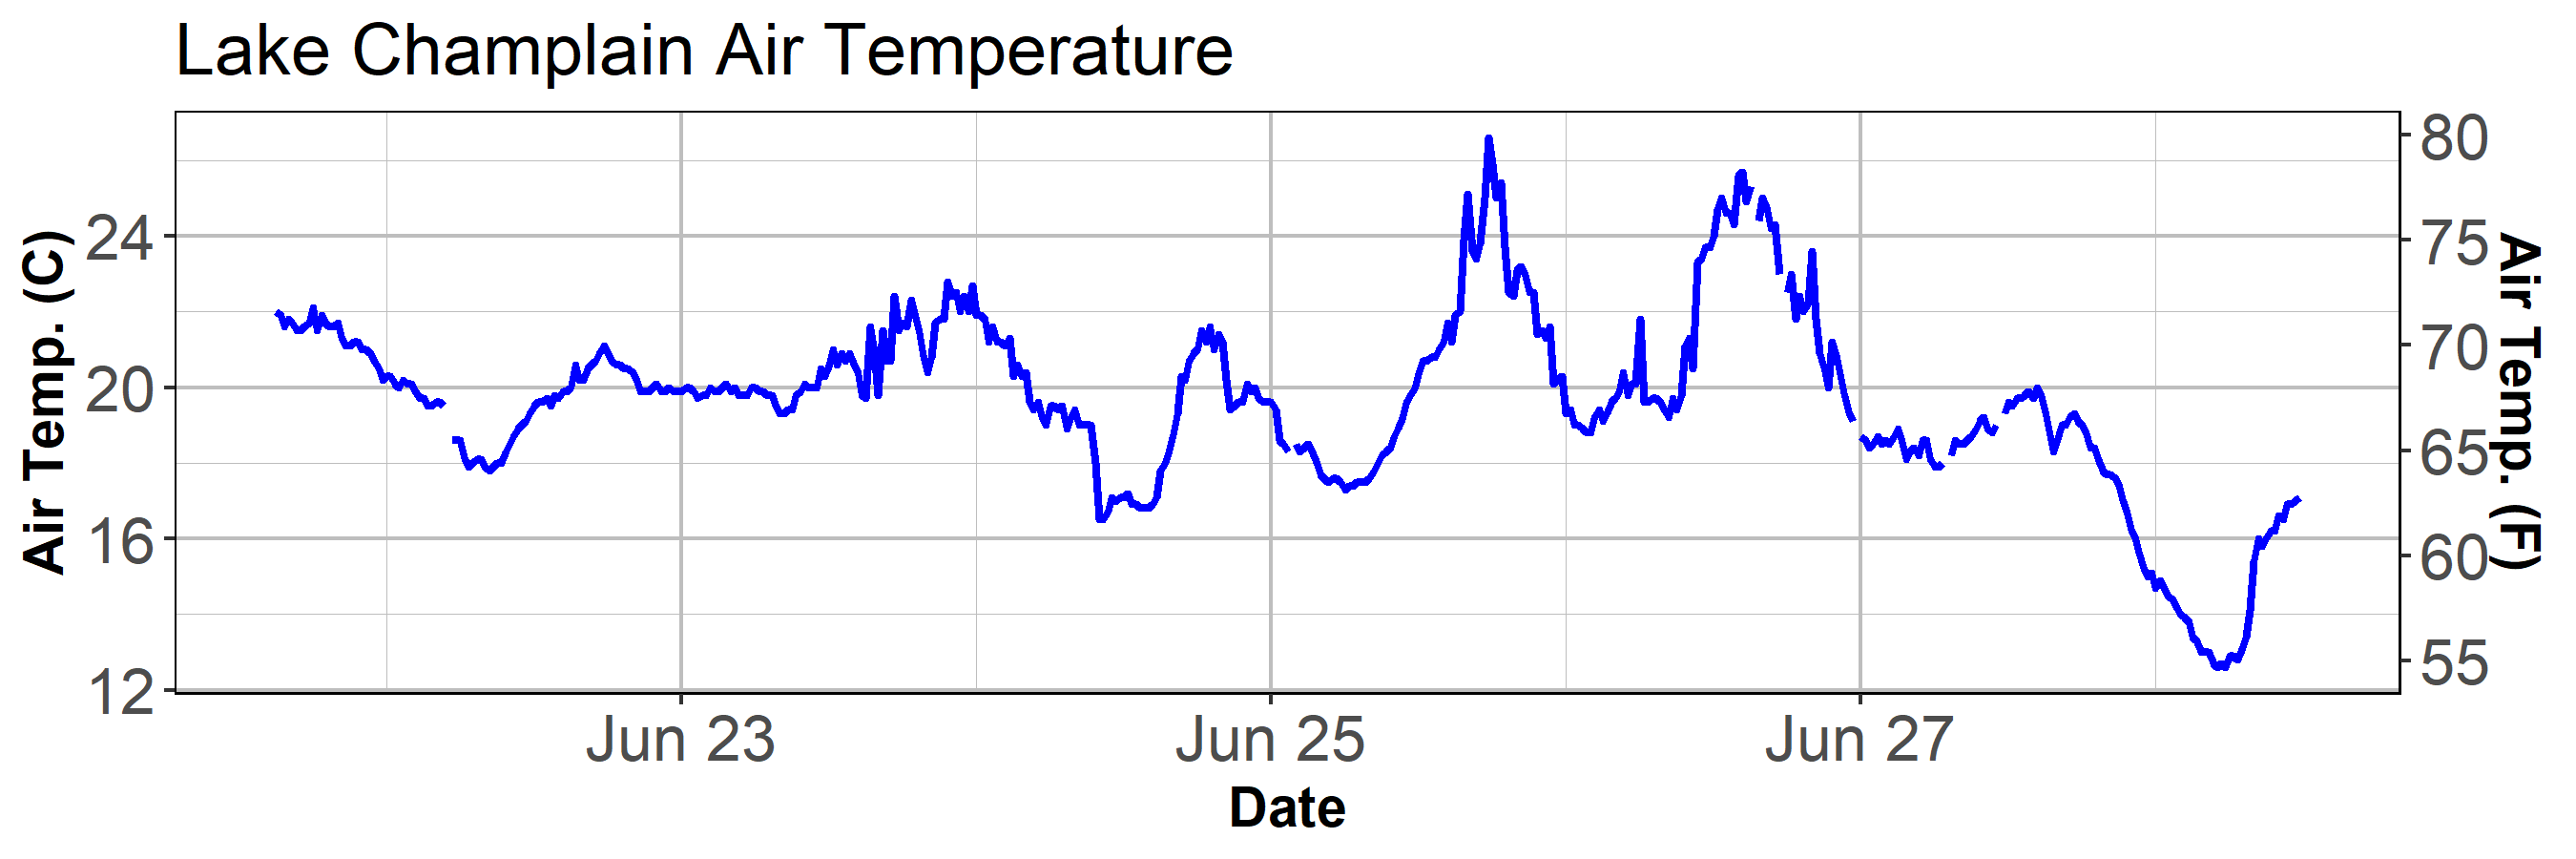 Lake Champlain Air Temperature
Air Temp. (C)
24
20
16
12
80
75
70
65
60
55
Air Temp. (F)
Jun 23
Jun 25
Jun 27
Date